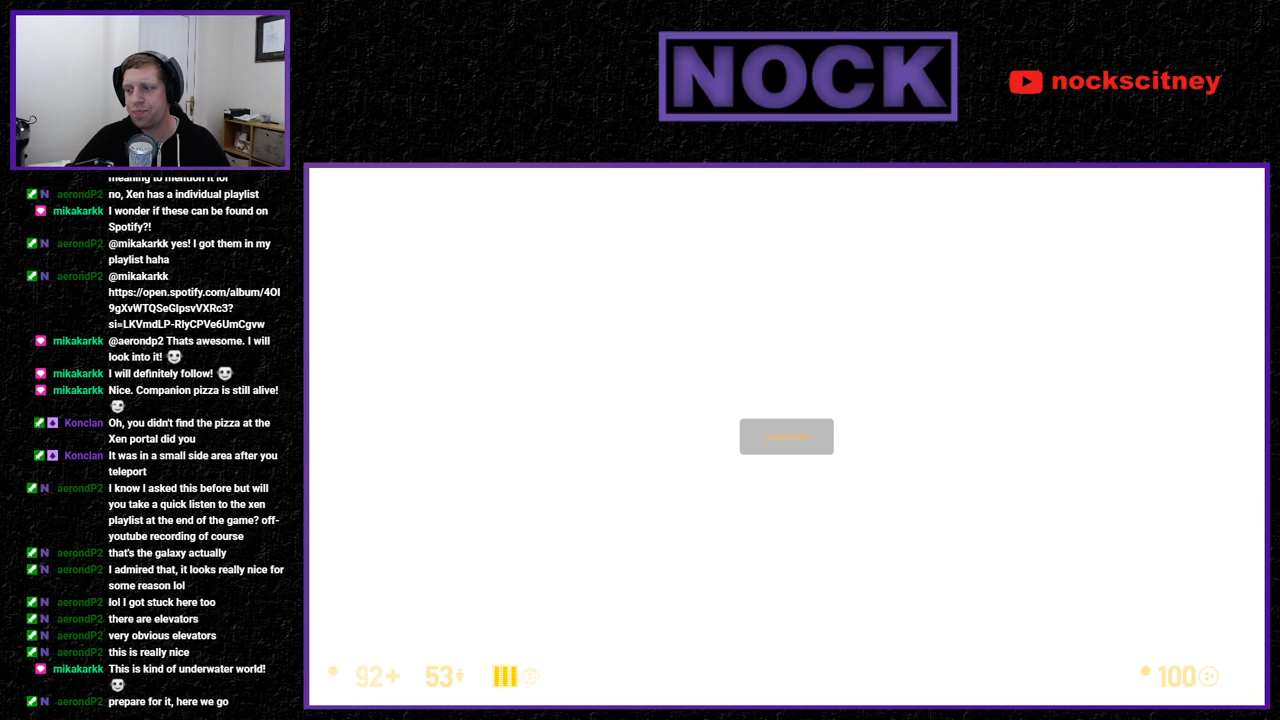 NOCK
nockscitney
meaning to mention it lol
aerondP2 no, Xen has a individual playlist
mikakarkk I wonder if these can be found on
Spotify?!
aerondP2 @mikakarkk yes! I got them in my
playlist haha
aerondP2 @mikakarkk
https://open.spotify.com/album/4Ol
9gXvWTQSeGlpsvVXRc3?
si=LKVmdLP-RlyCPVe6UmCgvw
mikakarkk @aerondp2 Thats awesome. I will
look into it!
mikakarkk I will definitely follow!
mikakarkk Nice. Companion pizza is still alive!
Konclan Oh, you didn't find the pizza at the
Xen portal did you
Konclan It was in a small side area after you
teleport
aerondP2 I know I asked this before but will
you take a quick listen to the xen
playlist at the end of the game? off-
youtube recording of course
aerondP2 that's the galaxy actually
aerondP2 I admired that, it looks really nice for
some reason lol
aerondP2 lol I got stuck here too
aerondP2 there are elevators
aerondP2 very obvious elevators
aerondP2 this is really nice
mikakarkk This is kind of underwater world!
aerondP2 prepare for it, here we go
92+ 53 100